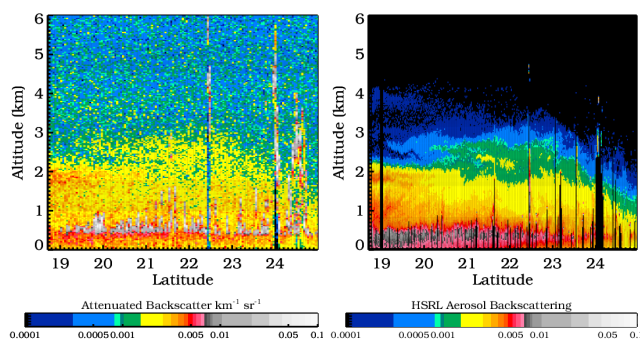 6
5
4
3
2
1
0
Altitude (km)
19 20 21 22 23 24
Latitude
Attenuated Backscatter km⁻¹ sr⁻¹
0.0001 0.0005 0.001 0.005 0.01 0.05 0.1
6
5
4
3
2
1
0
Altitude (km)
19 20 21 22 23 24
Latitude
HSRL Aerosol Backscattering
0.0001 0.0005 0.001 0.005 0.01 0.05 0.1